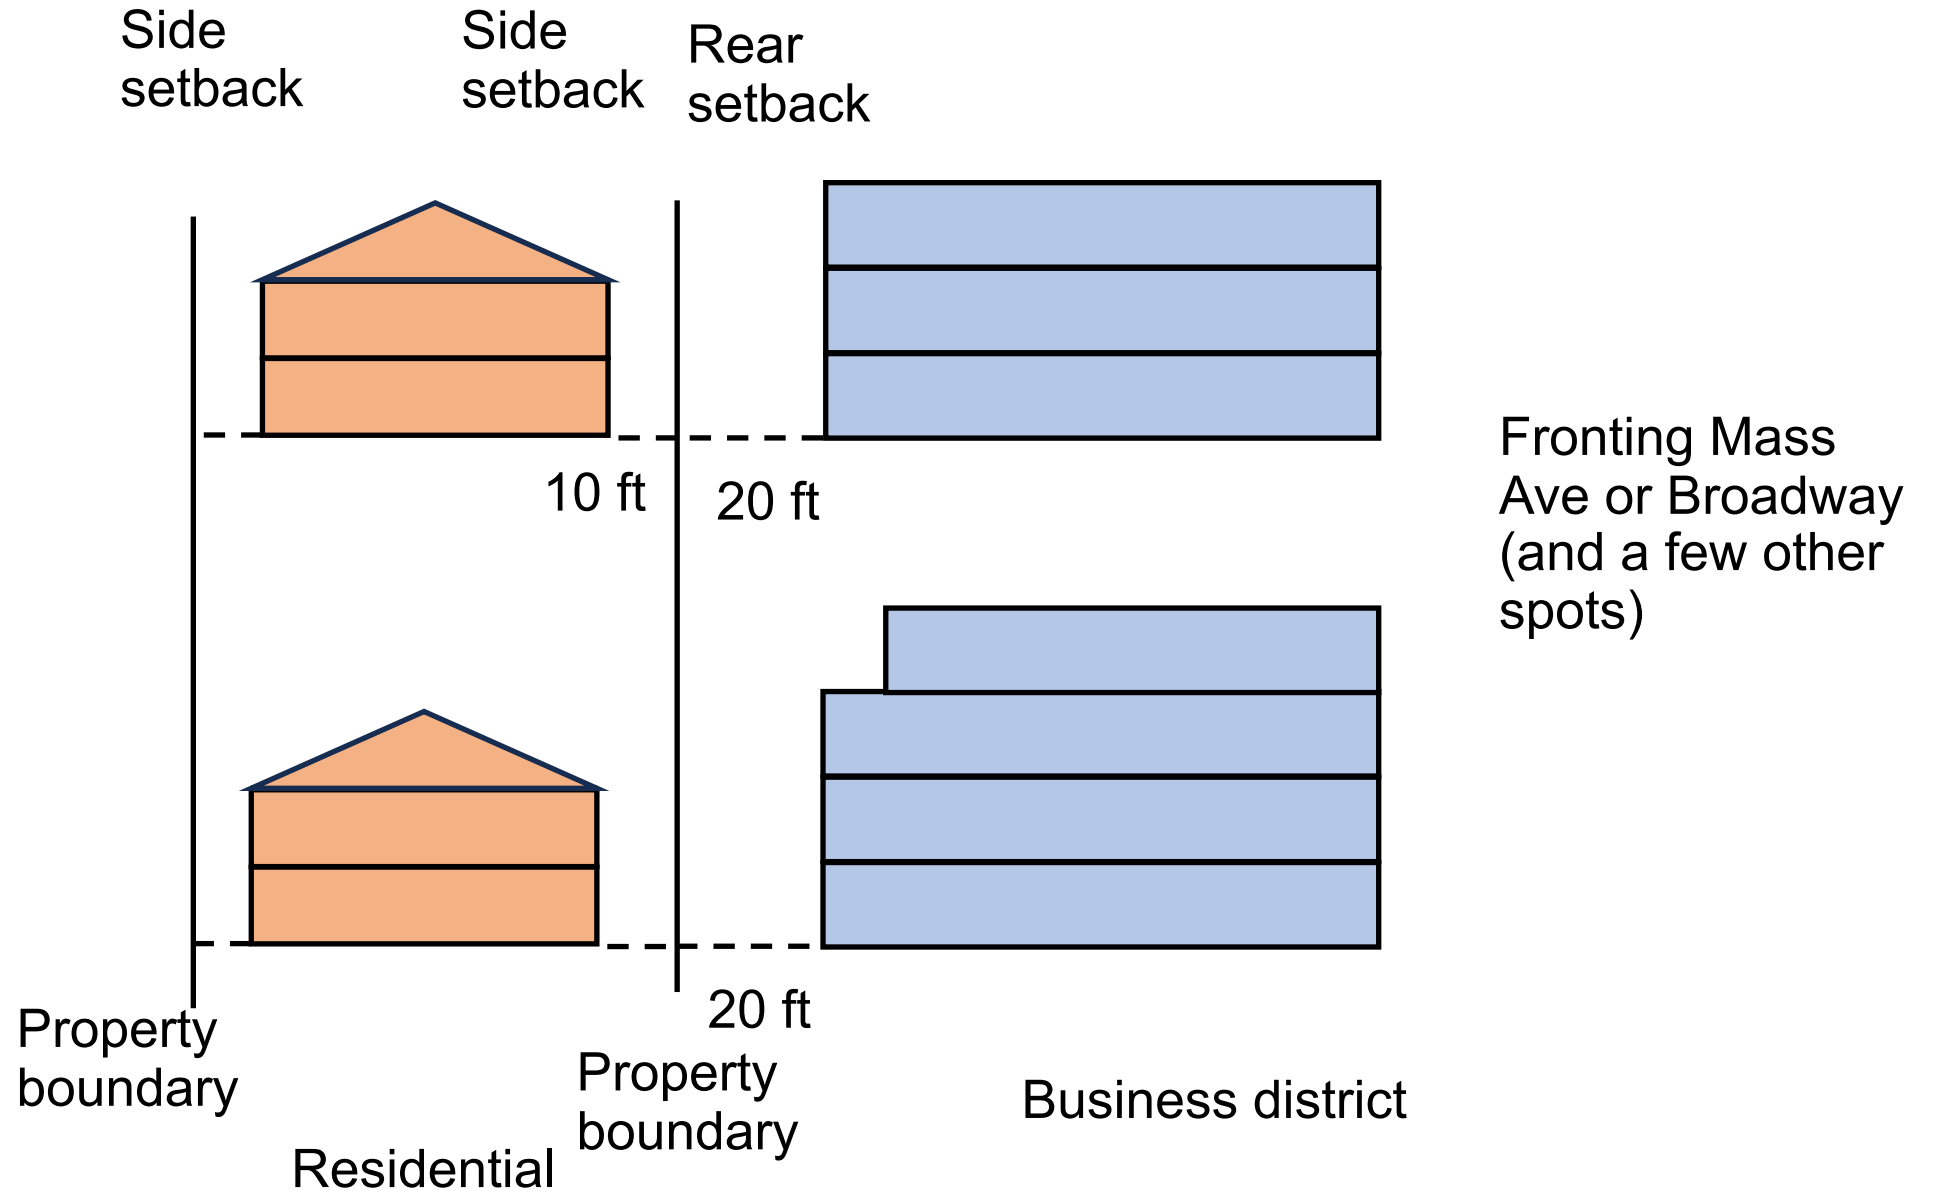 Side
setback
Side
setback
Rear
setback
10 ft
20 ft
Fronting Mass
Ave or Broadway
(and a few other
spots)
20 ft
Property
boundary
Property
boundary
Business district
Residential